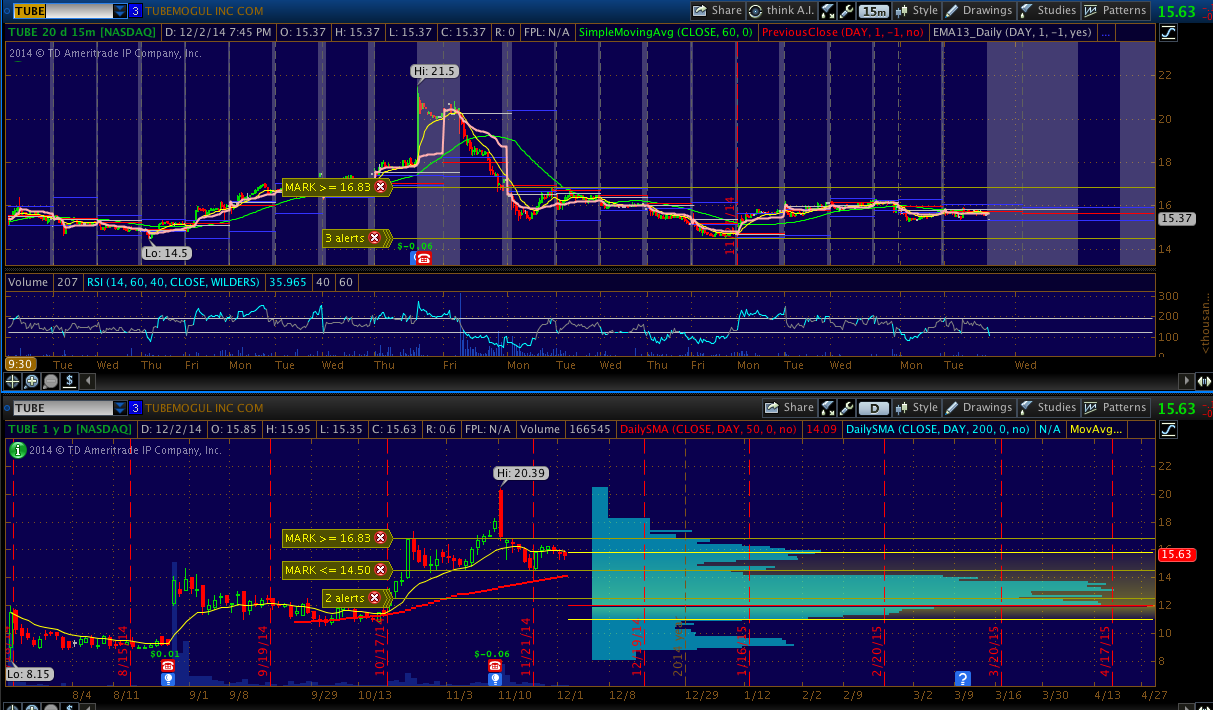 TUBE 3 TUBEMOGUL INC COM Share think A.I. 15m Style Drawings Studies Patterns 15.63
TUBE 20 d 15m [NASDAQ] D: 12/2/14 7:45 PM O: 15.37 H: 15.37 L: 15.37 C: 15.37 R: 0 FPL: N/A SimpleMovingAvg (CLOSE, 60, 0) PreviousClose (DAY, 1, -1, no) EMA13_Daily (DAY, 1, -1, yes) ...
2014 © TD Ameritrade IP Company, Inc.
Hi: 21.5
22
20
18
MARK >= 16.83
16
15.37
3 alerts
$-0.06
14
Lo: 14.5
Volume 207 RSI (14, 60, 40, CLOSE, WILDERS) 35.965 40 60
300
200
100
0
<thousan...
9:30 Tue Wed Thu Fri Mon Tue Wed Thu Fri Mon Tue Wed Thu Fri Mon Tue Wed Mon Tue Wed
$
TUBE 3 TUBEMOGUL INC COM Share D Style Drawings Studies Patterns 15.63
TUBE 1 y D [NASDAQ] D: 12/2/14 O: 15.85 H: 15.95 L: 15.35 C: 15.63 R: 0.6 FPL: N/A Volume 166545 DailySMA (CLOSE, DAY, 50, 0, no) 14.09 DailySMA (CLOSE, DAY, 200, 0, no) N/A MovAvg...
2014 © TD Ameritrade IP Company, Inc.
Hi: 20.39
22
20
18
MARK >= 16.83
16
15.63
MARK <= 14.50
14
2 alerts
12
10
8
8/15/14 9/19/14 10/17/14 11/21/14 12/19/14 1/16/15 2/20/15 3/20/15 4/17/15
$0.01 $-0.06
Lo: 8.15
?
8/4 8/11 9/1 9/8 9/29 10/13 11/3 11/10 12/1 12/8 12/29 1/12 2/2 2/9 3/2 3/9 3/16 3/30 4/13 4/27